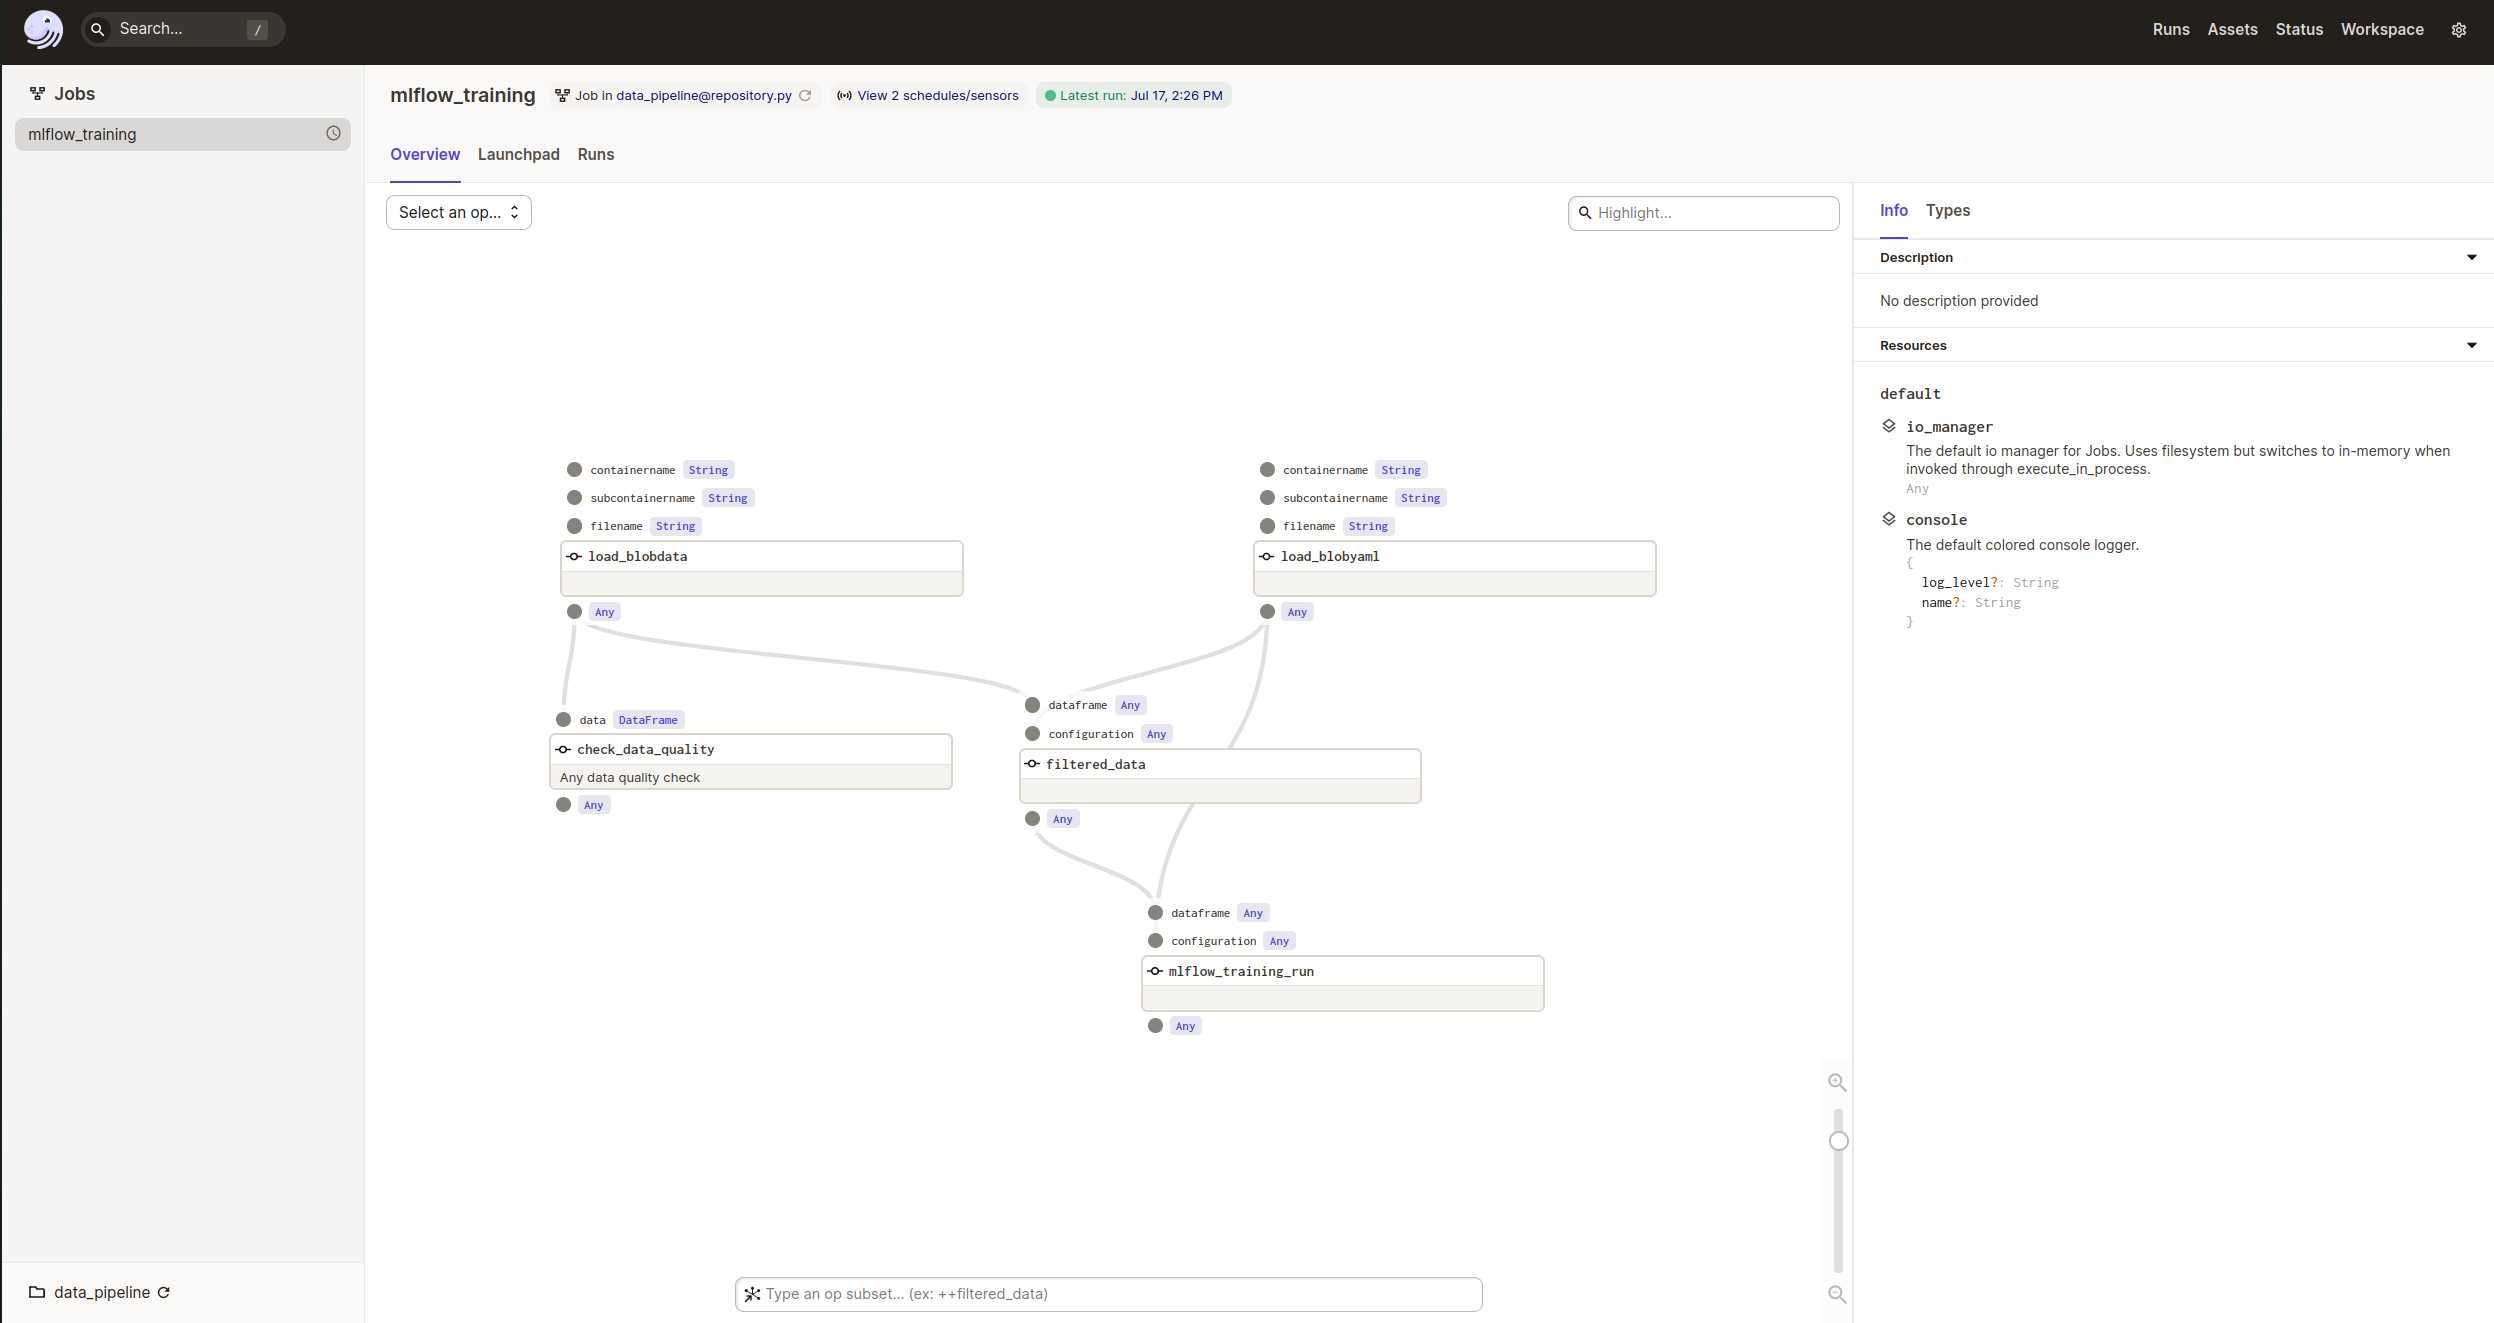 Search... /
Runs Assets Status Workspace
Jobs
mlflow_training
mlflow_training Job in data_pipeline@repository.py View 2 schedules/sensors Latest run: Jul 17, 2:26 PM
Overview Launchpad Runs
Select an op...
Highlight...
containername String
subcontainername String
filename String
load_blobdata
Any
containername String
subcontainername String
filename String
load_blobyaml
Any
data DataFrame
check_data_quality
Any data quality check
Any
dataframe Any
configuration Any
filtered_data
Any
dataframe Any
configuration Any
mlflow_training_run
Any
Type an op subset... (ex: ++filtered_data)
Info Types
Description
No description provided
Resources
default
io_manager
The default io manager for Jobs. Uses filesystem but switches to in-memory when
invoked through execute_in_process.
Any
console
The default colored console logger.
{
log_level?: String
name?: String
}
data_pipeline